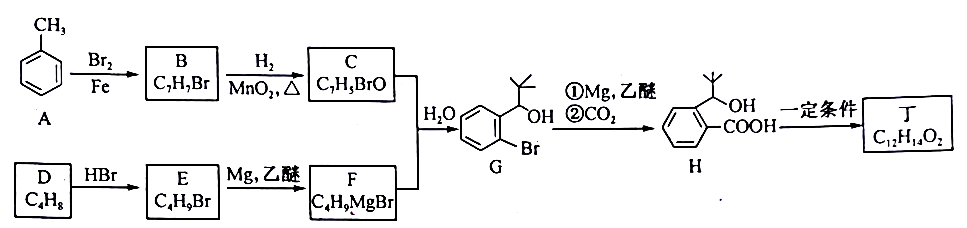 CH₃
A
Br₂
Fe
B
C₇H₇Br
H₂
MnO₂, △
C
C₇H₅BrO
H₂O
OH
Br
G
①Mg, 乙醚
②CO₂
OH
COOH
H
一定条件
丁
C₁₂H₁₄O₂
D
C₄H₈
HBr
E
C₄H₉Br
Mg, 乙醚
F
C₄H₉MgBr